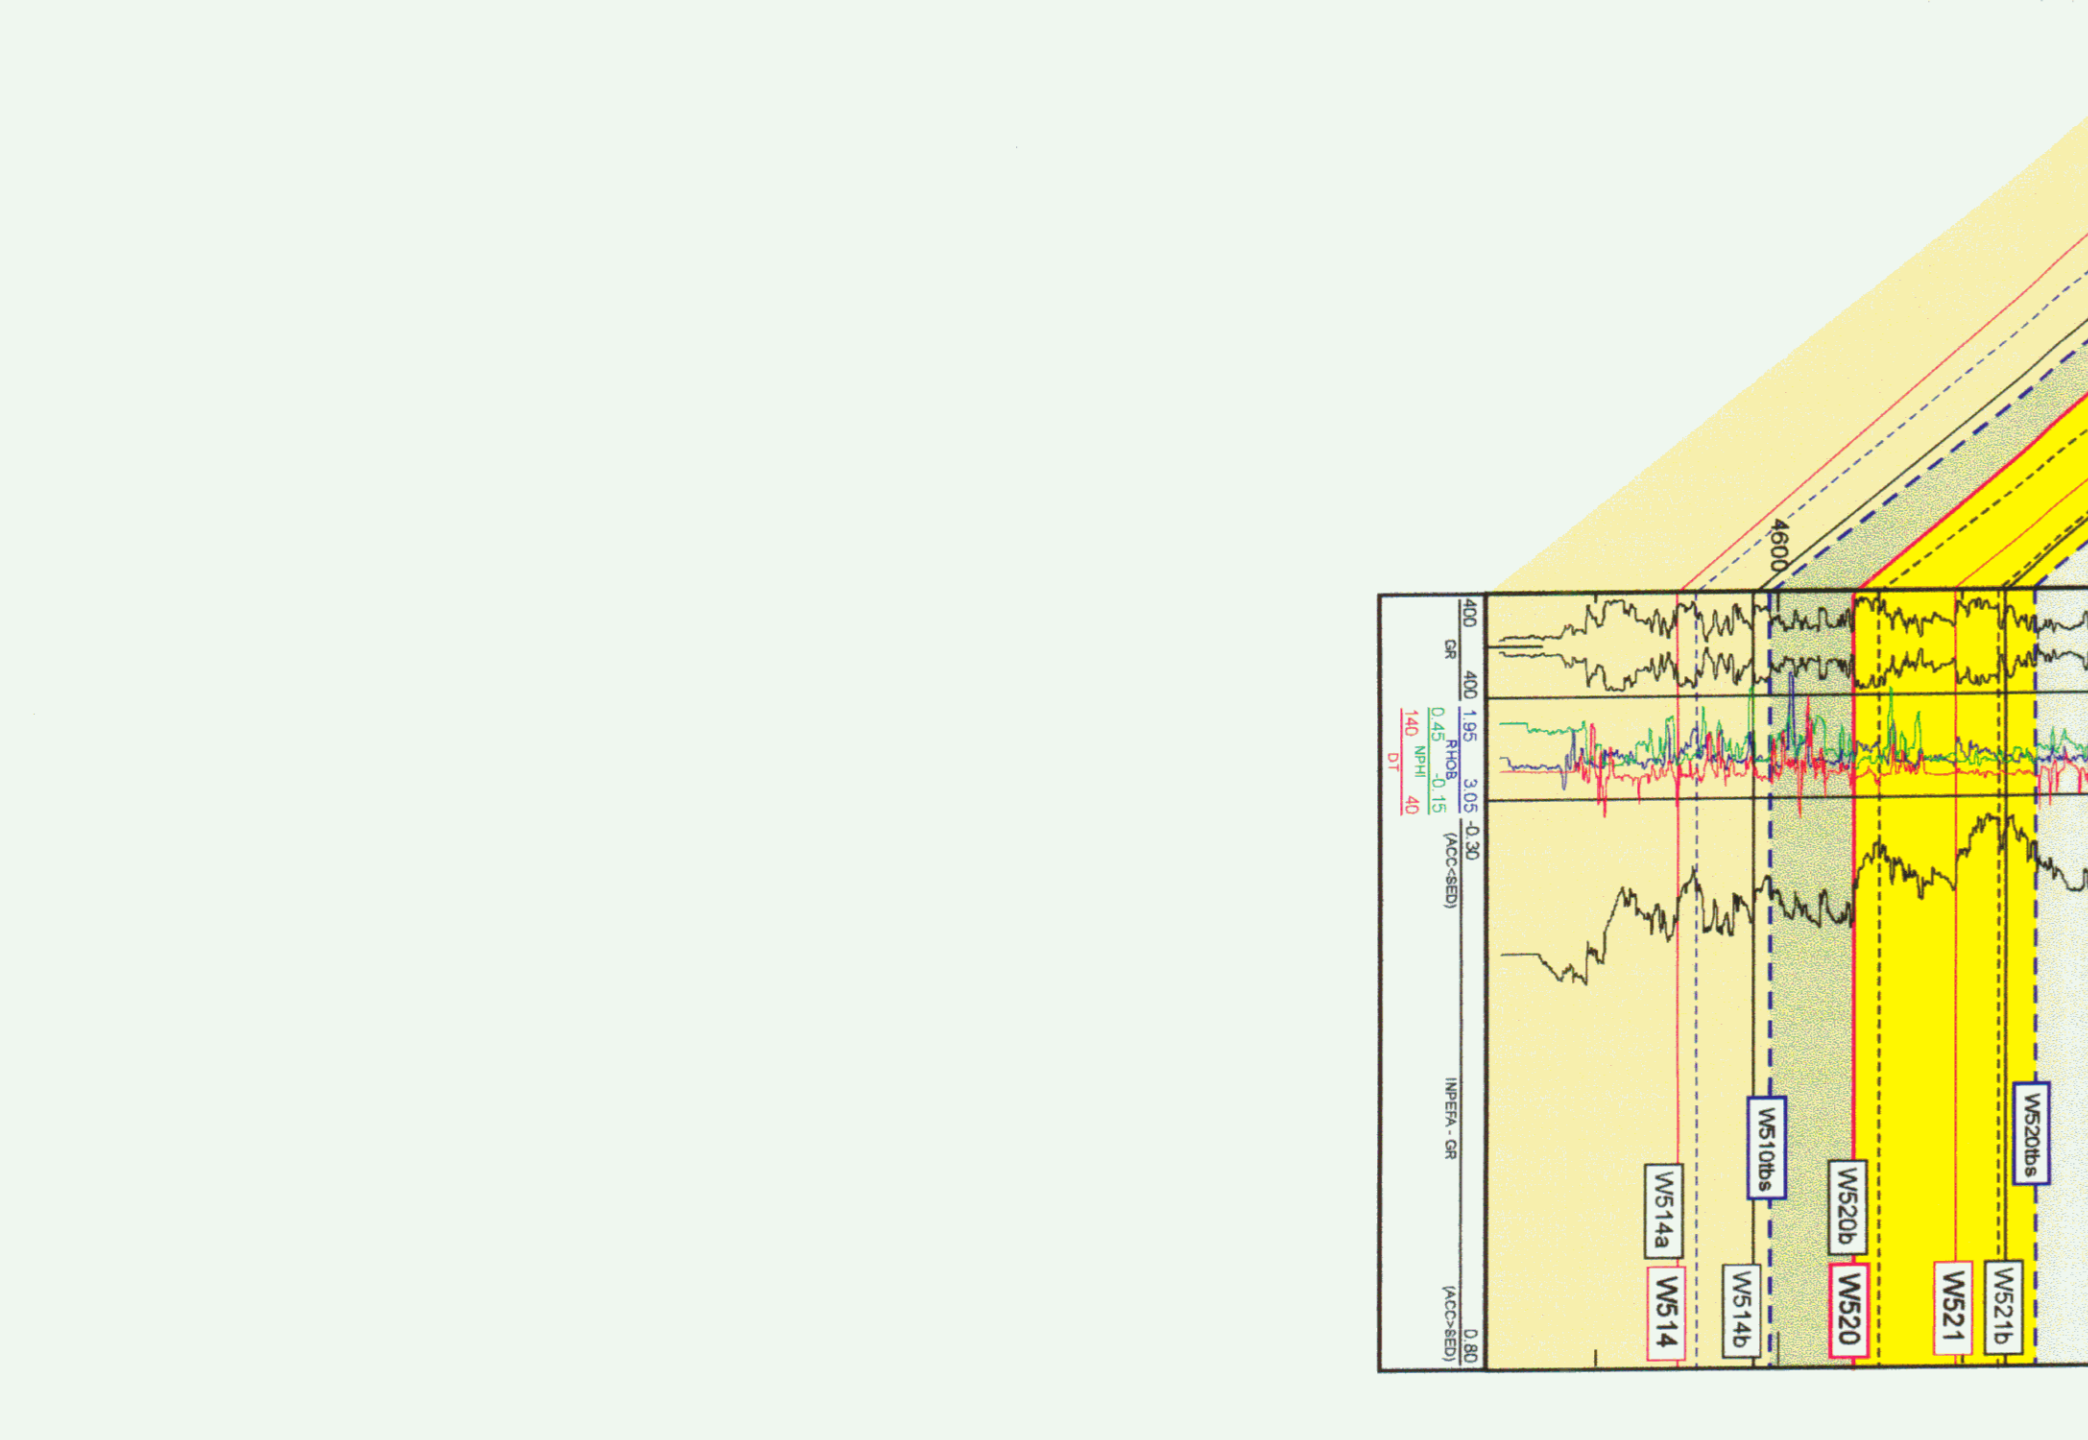 4600
400 GR 400
1.95 RHOB 3.05
0.45 NPHI -0.15
140 DT 40
-0.30 (ACC<SED) INPEFA - GR (ACC>SED) 0.80
W514a
W514
W510tbs
W514b
W520b
W520
W521
W520tbs
W521b